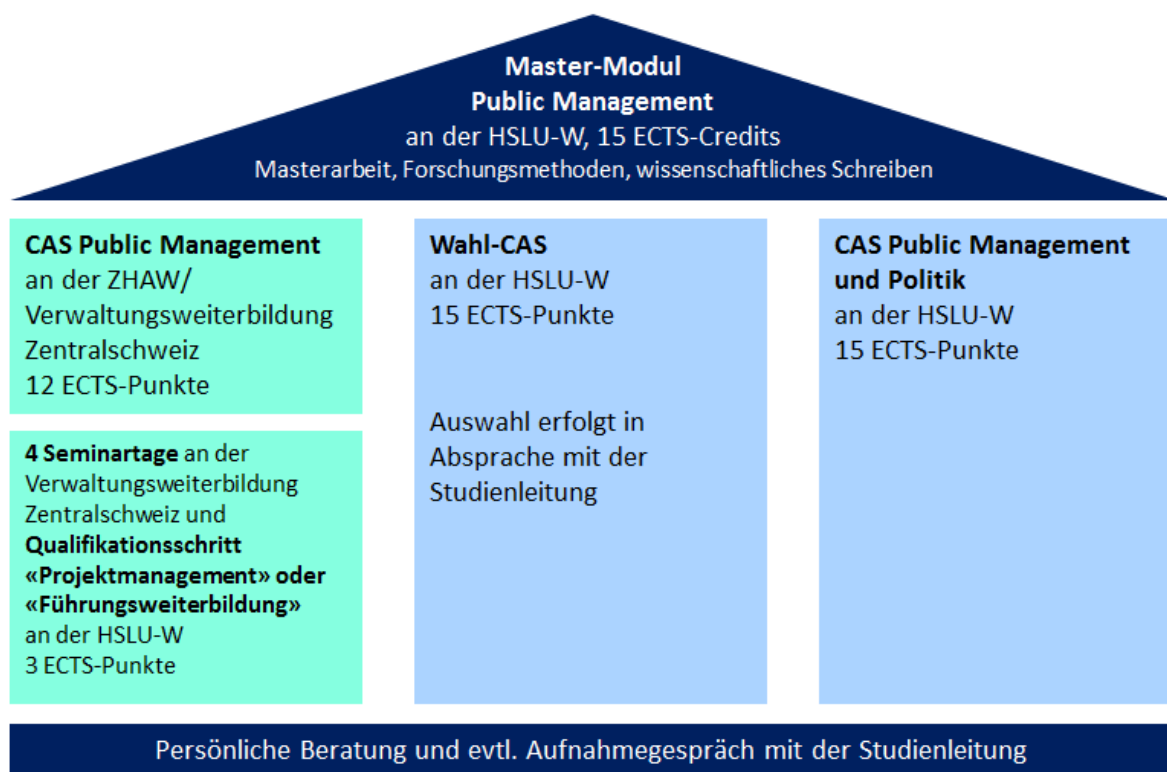 Master-Modul
Public Management
an der HSLU-W, 15 ECTS-Credits
Masterarbeit, Forschungsmethoden, wissenschaftliches Schreiben
CAS Public Management
an der ZHAW/
Verwaltungsweiterbildung
Zentralschweiz
12 ECTS-Punkte
4 Seminartage an der
Verwaltungsweiterbildung
Zentralschweiz und
Qualifikationsschritt
«Projektmanagement» oder
«Führungsweiterbildung»
an der HSLU-W
3 ECTS-Punkte
Wahl-CAS
an der HSLU-W
15 ECTS-Punkte
Auswahl erfolgt in
Absprache mit der
Studienleitung
CAS Public Management
und Politik
an der HSLU-W
15 ECTS-Punkte
Persönliche Beratung und evtl. Aufnahmegespräch mit der Studienleitung